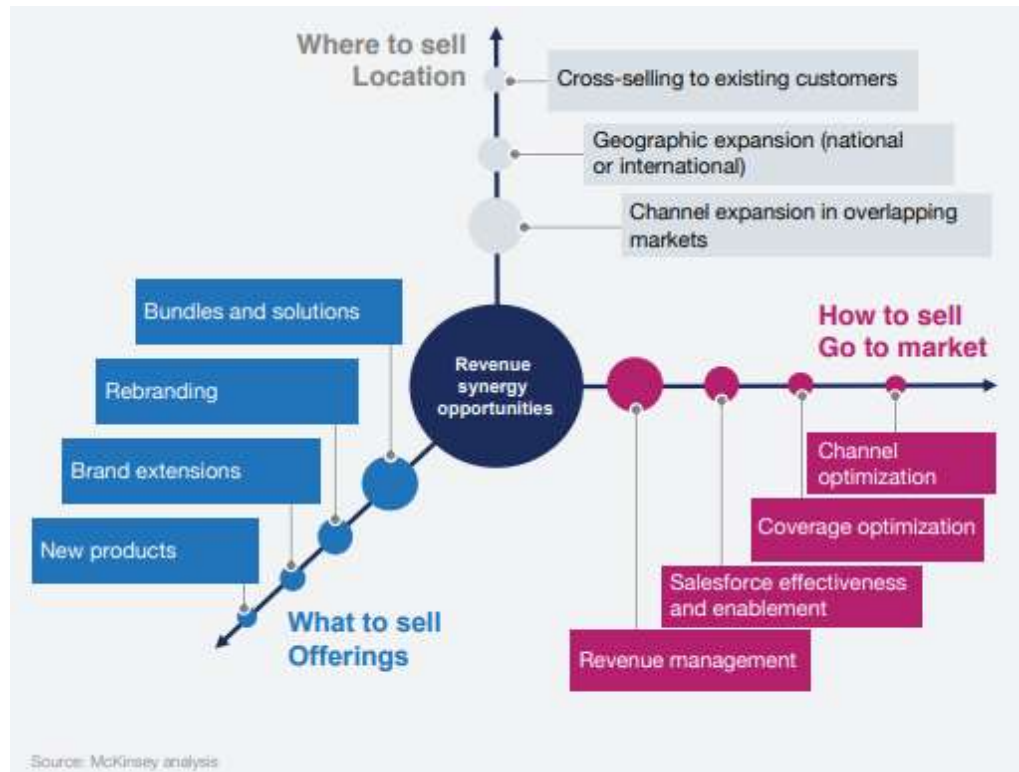 Where to sell
Location
Cross-selling to existing customers
Geographic expansion (national
or international)
Channel expansion in overlapping
markets
Bundles and solutions
Rebranding
Brand extensions
New products
Revenue
synergy
opportunities
How to sell
Go to market
Channel
optimization
Coverage optimization
Salesforce effectiveness
and enablement
Revenue management
What to sell
Offerings
Source: McKinsey analysis